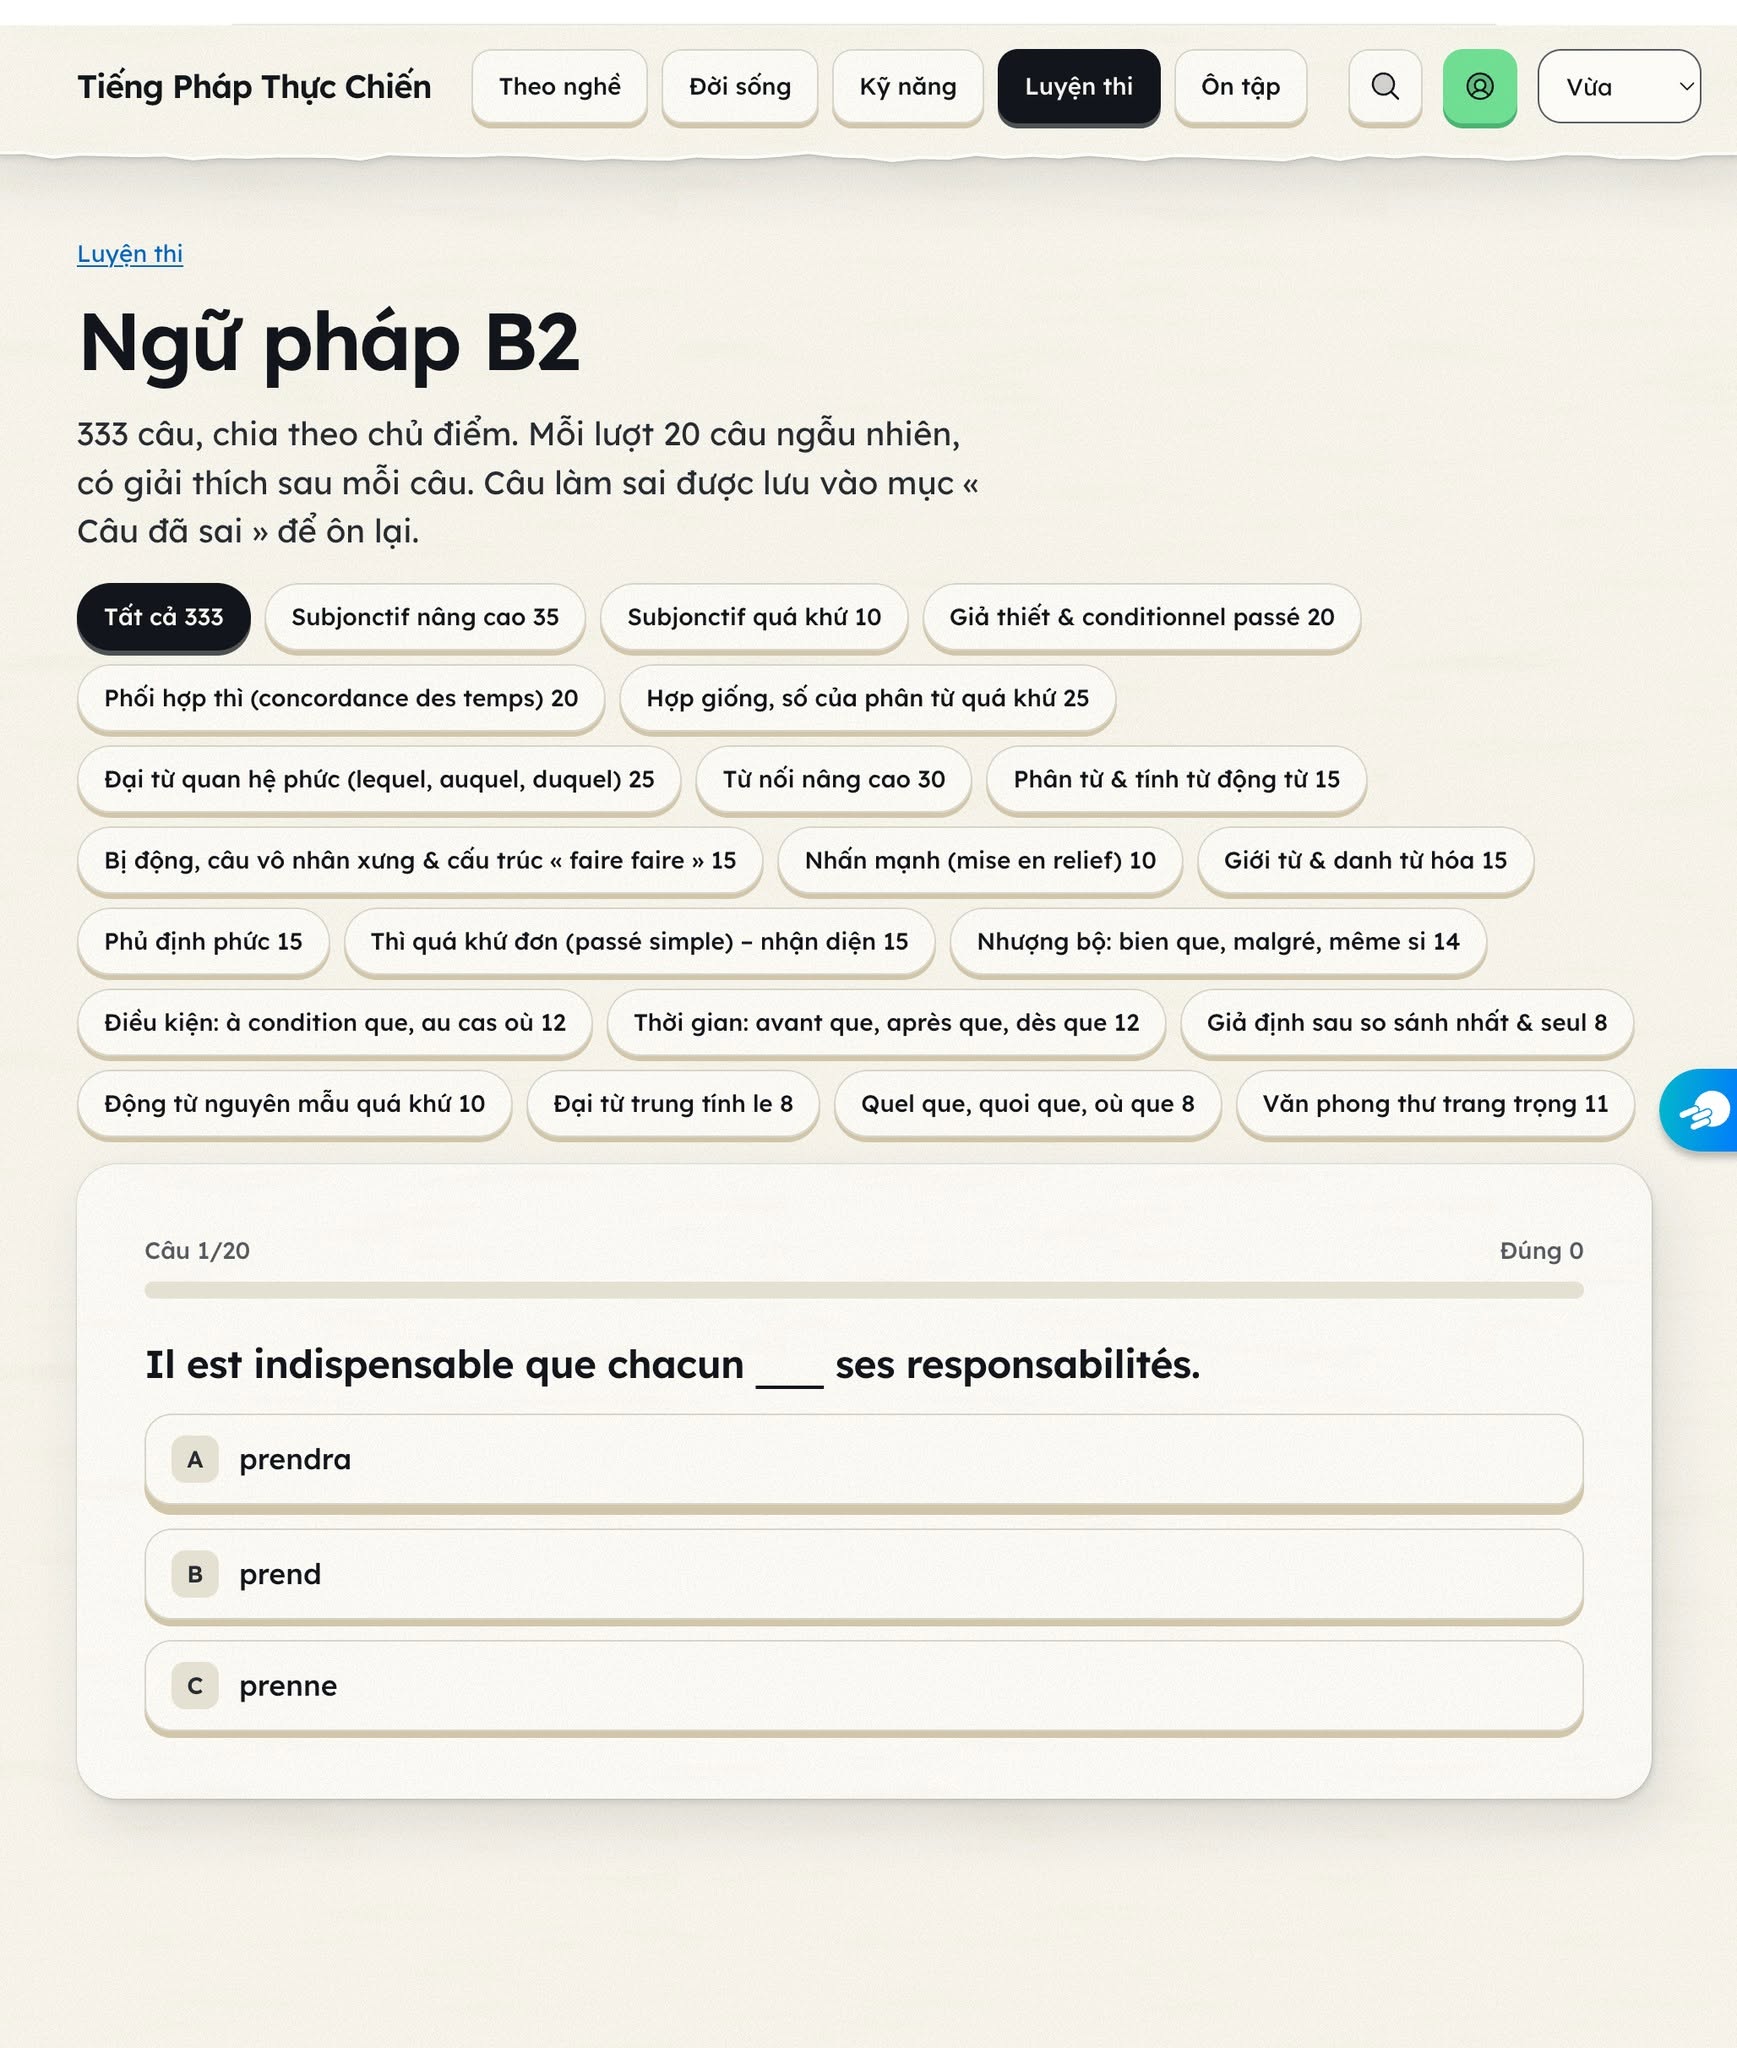 Tiếng Pháp Thực Chiến
Theo nghề
Đời sống
Kỹ năng
Luyện thi
Ôn tập
Vừa
Luyện thi
Ngữ pháp B2
333 câu, chia theo chủ điểm. Mỗi lượt 20 câu ngẫu nhiên,
có giải thích sau mỗi câu. Câu làm sai được lưu vào mục «
Câu đã sai » để ôn lại.
Tất cả 333
Subjonctif nâng cao 35
Subjonctif quá khứ 10
Giả thiết & conditionnel passé 20
Phối hợp thì (concordance des temps) 20
Hợp giống, số của phân từ quá khứ 25
Đại từ quan hệ phức (lequel, auquel, duquel) 25
Từ nối nâng cao 30
Phân từ & tính từ động từ 15
Bị động, câu vô nhân xưng & cấu trúc « faire faire » 15
Nhấn mạnh (mise en relief) 10
Giới từ & danh từ hóa 15
Phủ định phức 15
Thì quá khứ đơn (passé simple) – nhận diện 15
Nhượng bộ: bien que, malgré, même si 14
Điều kiện: à condition que, au cas où 12
Thời gian: avant que, après que, dès que 12
Giả định sau so sánh nhất & seul 8
Động từ nguyên mẫu quá khứ 10
Đại từ trung tính le 8
Quel que, quoi que, où que 8
Văn phong thư trang trọng 11
Câu 1/20
Đúng 0
Il est indispensable que chacun ___ ses responsabilités.
A prendra
B prend
C prenne